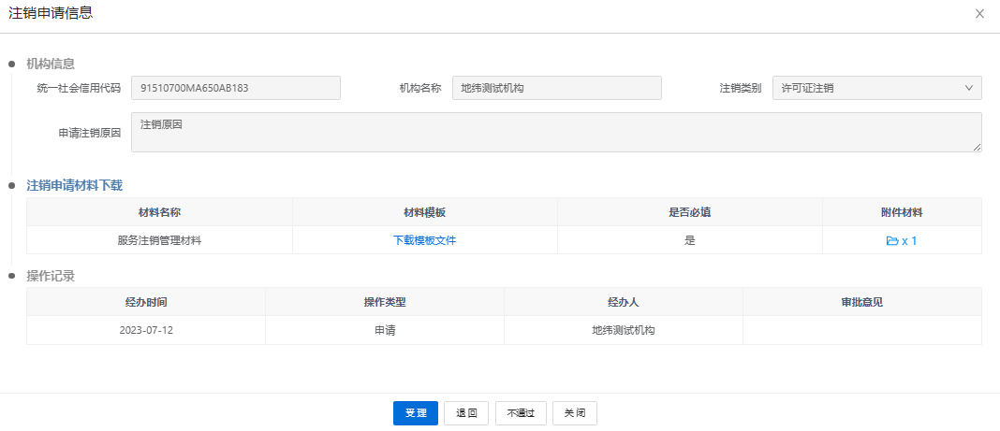 注销申请信息
机构信息
统一社会信用代码 91510700MA650AB183 机构名称 地纬测试机构 注销类别 许可证注销
申请注销原因 注销原因
注销申请材料下载
材料名称 材料模板 是否必填 附件材料
服务注销管理材料 下载模板文件 是 x 1
操作记录
经办时间 操作类型 经办人 审批意见
2023-07-12 申请 地纬测试机构
受理 退回 不通过 关闭